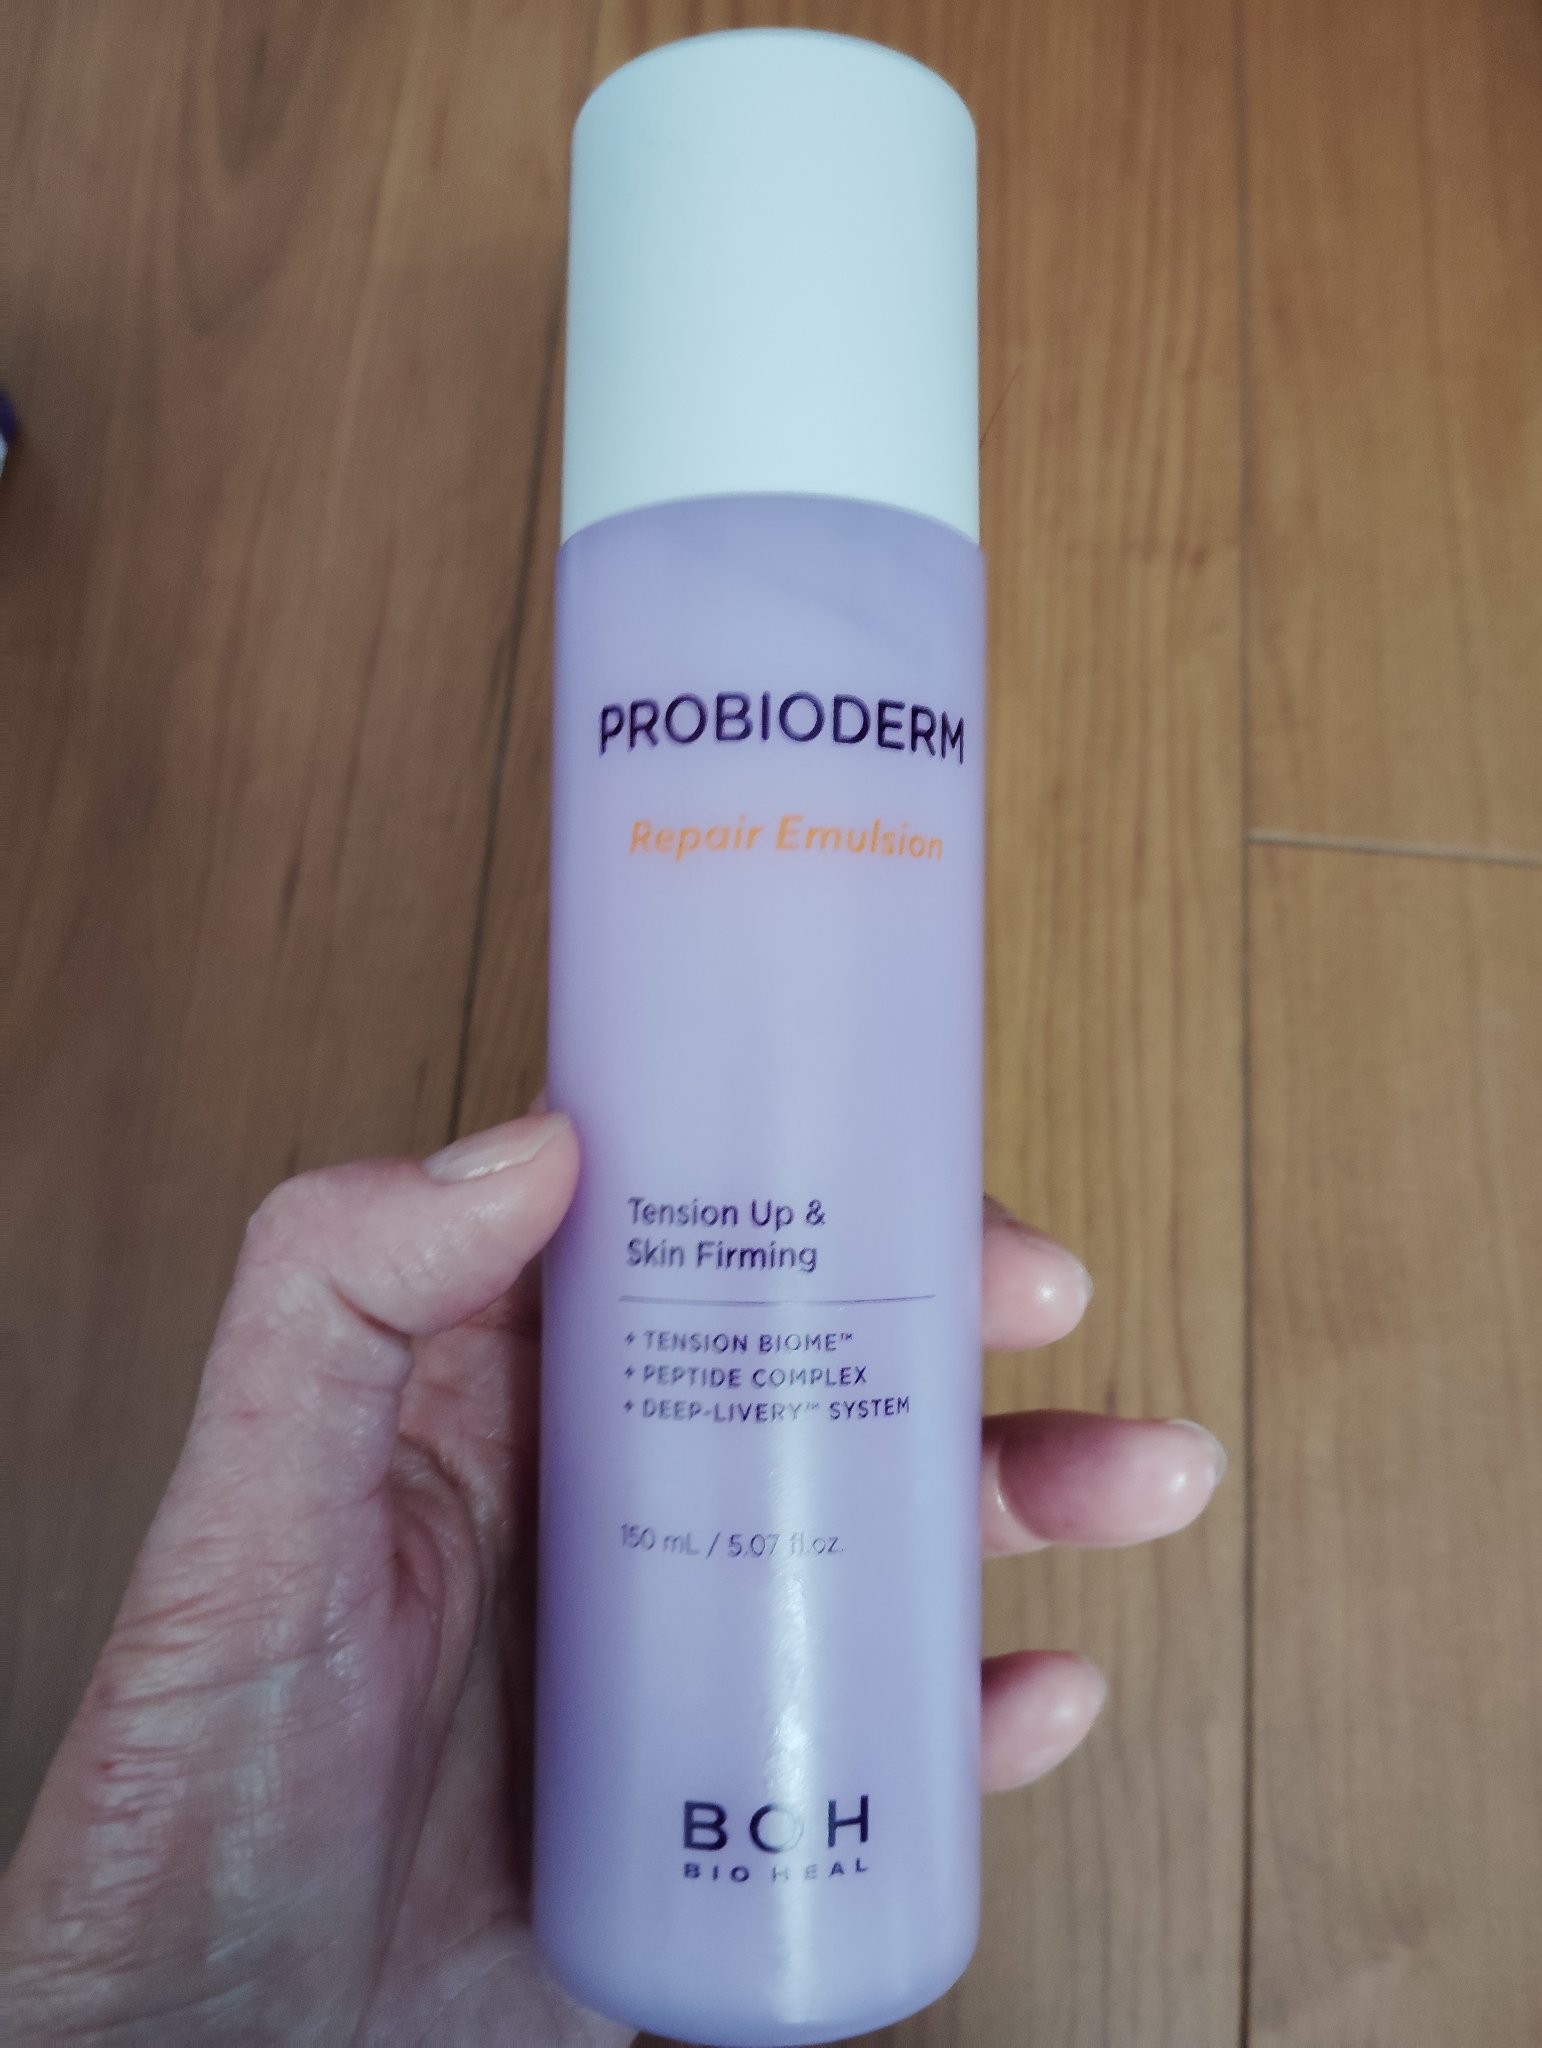 PROBIODERM
Repair Emulsion
Tension Up &
Skin Firming
TENSION BIOME™
PEPTIDE COMPLEX
DEEP-LIVERY™ SYSTEM
150 mL / 5.07 fl.oz.
BOH
BIO HEAL